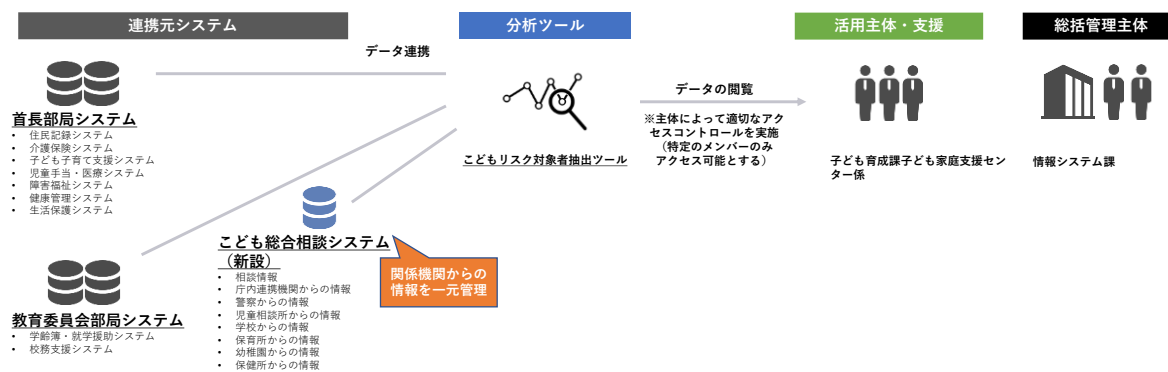 連携元システム
分析ツール
活用主体・支援
総括管理主体
データ連携
首長部局システム
• 住民記録システム
• 介護保険システム
• 子ども子育て支援システム
• 児童手当・医療システム
• 障害福祉システム
• 健康管理システム
• 生活保護システム
こども総合相談システム
（新設）
• 相談情報
• 庁内連携機関からの情報
• 警察からの情報
• 児童相談所からの情報
• 学校からの情報
• 保育所からの情報
• 幼稚園からの情報
• 保健所からの情報
関係機関からの
情報を一元管理
教育委員会部局システム
• 学齢簿・就学援助システム
• 校務支援システム
こどもリスク対象者抽出ツール
データの閲覧
※主体によって適切なアク
セスコントロールを実施
（特定のメンバーのみ
アクセス可能とする）
子ども育成課子ども家庭支援セン
ター係
情報システム課